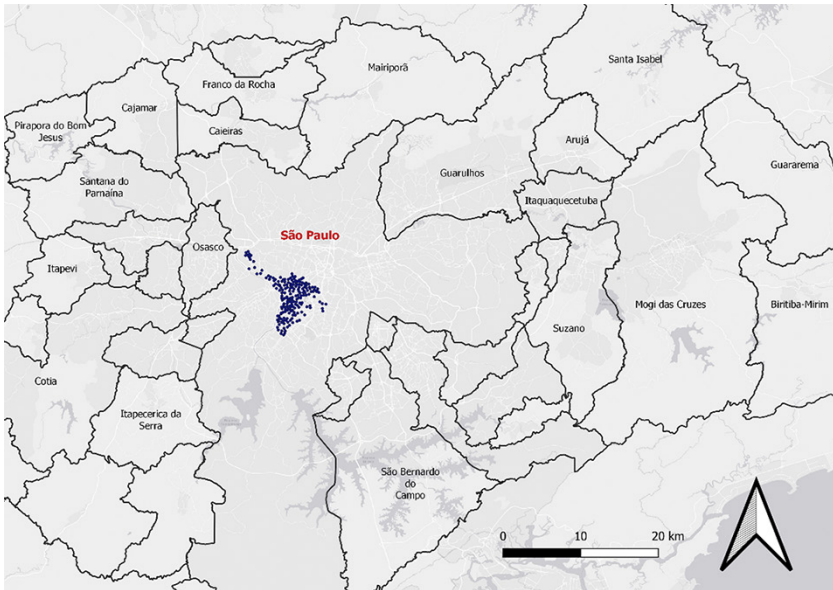 Mairiporã
Santa Isabel
Franco da Rocha
Cajamar
Pirapora do Bom
Jesus
Caieiras
Arujá
Guararema
Guarulhos
Santana do
Parnaína
Itaquaquecetuba
São Paulo
Osasco
Itapevi
Mogi das Cruzes
Biritiba-Mirim
Suzano
Cotia
Itapecerica da
Serra
São Bernardo
do
Campo
0 10 20 km